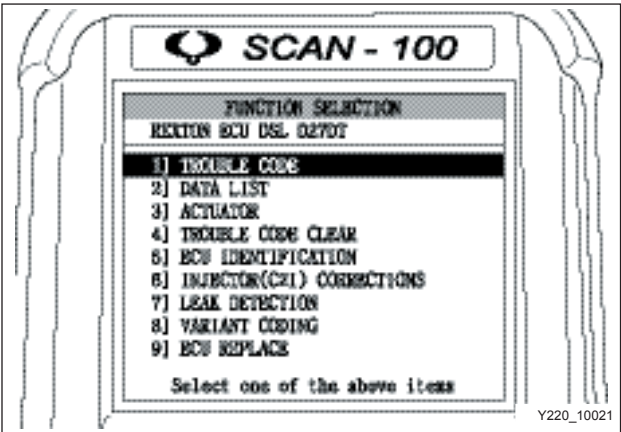 SCAN - 100
FUNCTION SELECTION
REXTON ECU DSL D27DT
1] TROUBLE CODE
2] DATA LIST
3] ACTUATOR
4] TROUBLE CODE CLEAR
5] ECU IDENTIFICATION
6] INJECTOR(C2I) CORRECTIONS
7] LEAK DETECTION
8] VARIANT CODING
9] ECU REPLACE
Select one of the above items
Y220_10021